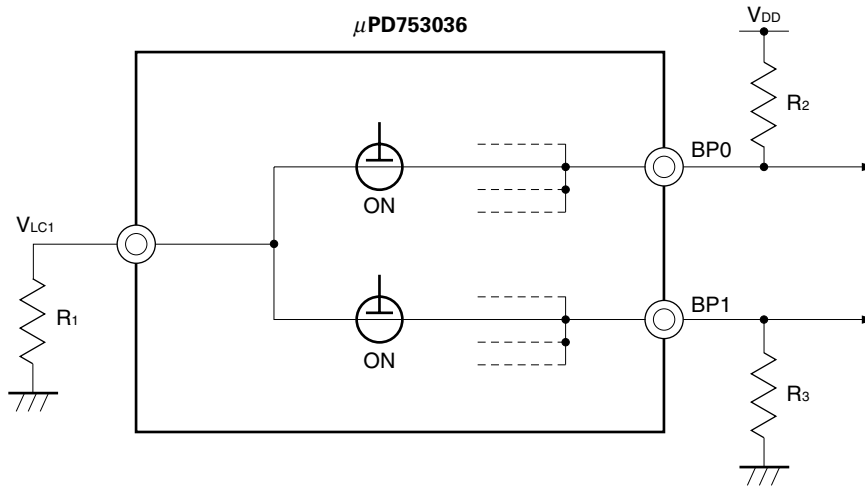 μPD753036
VDD
R2
BP0
ON
VLC1
R1
BP1
ON
R3